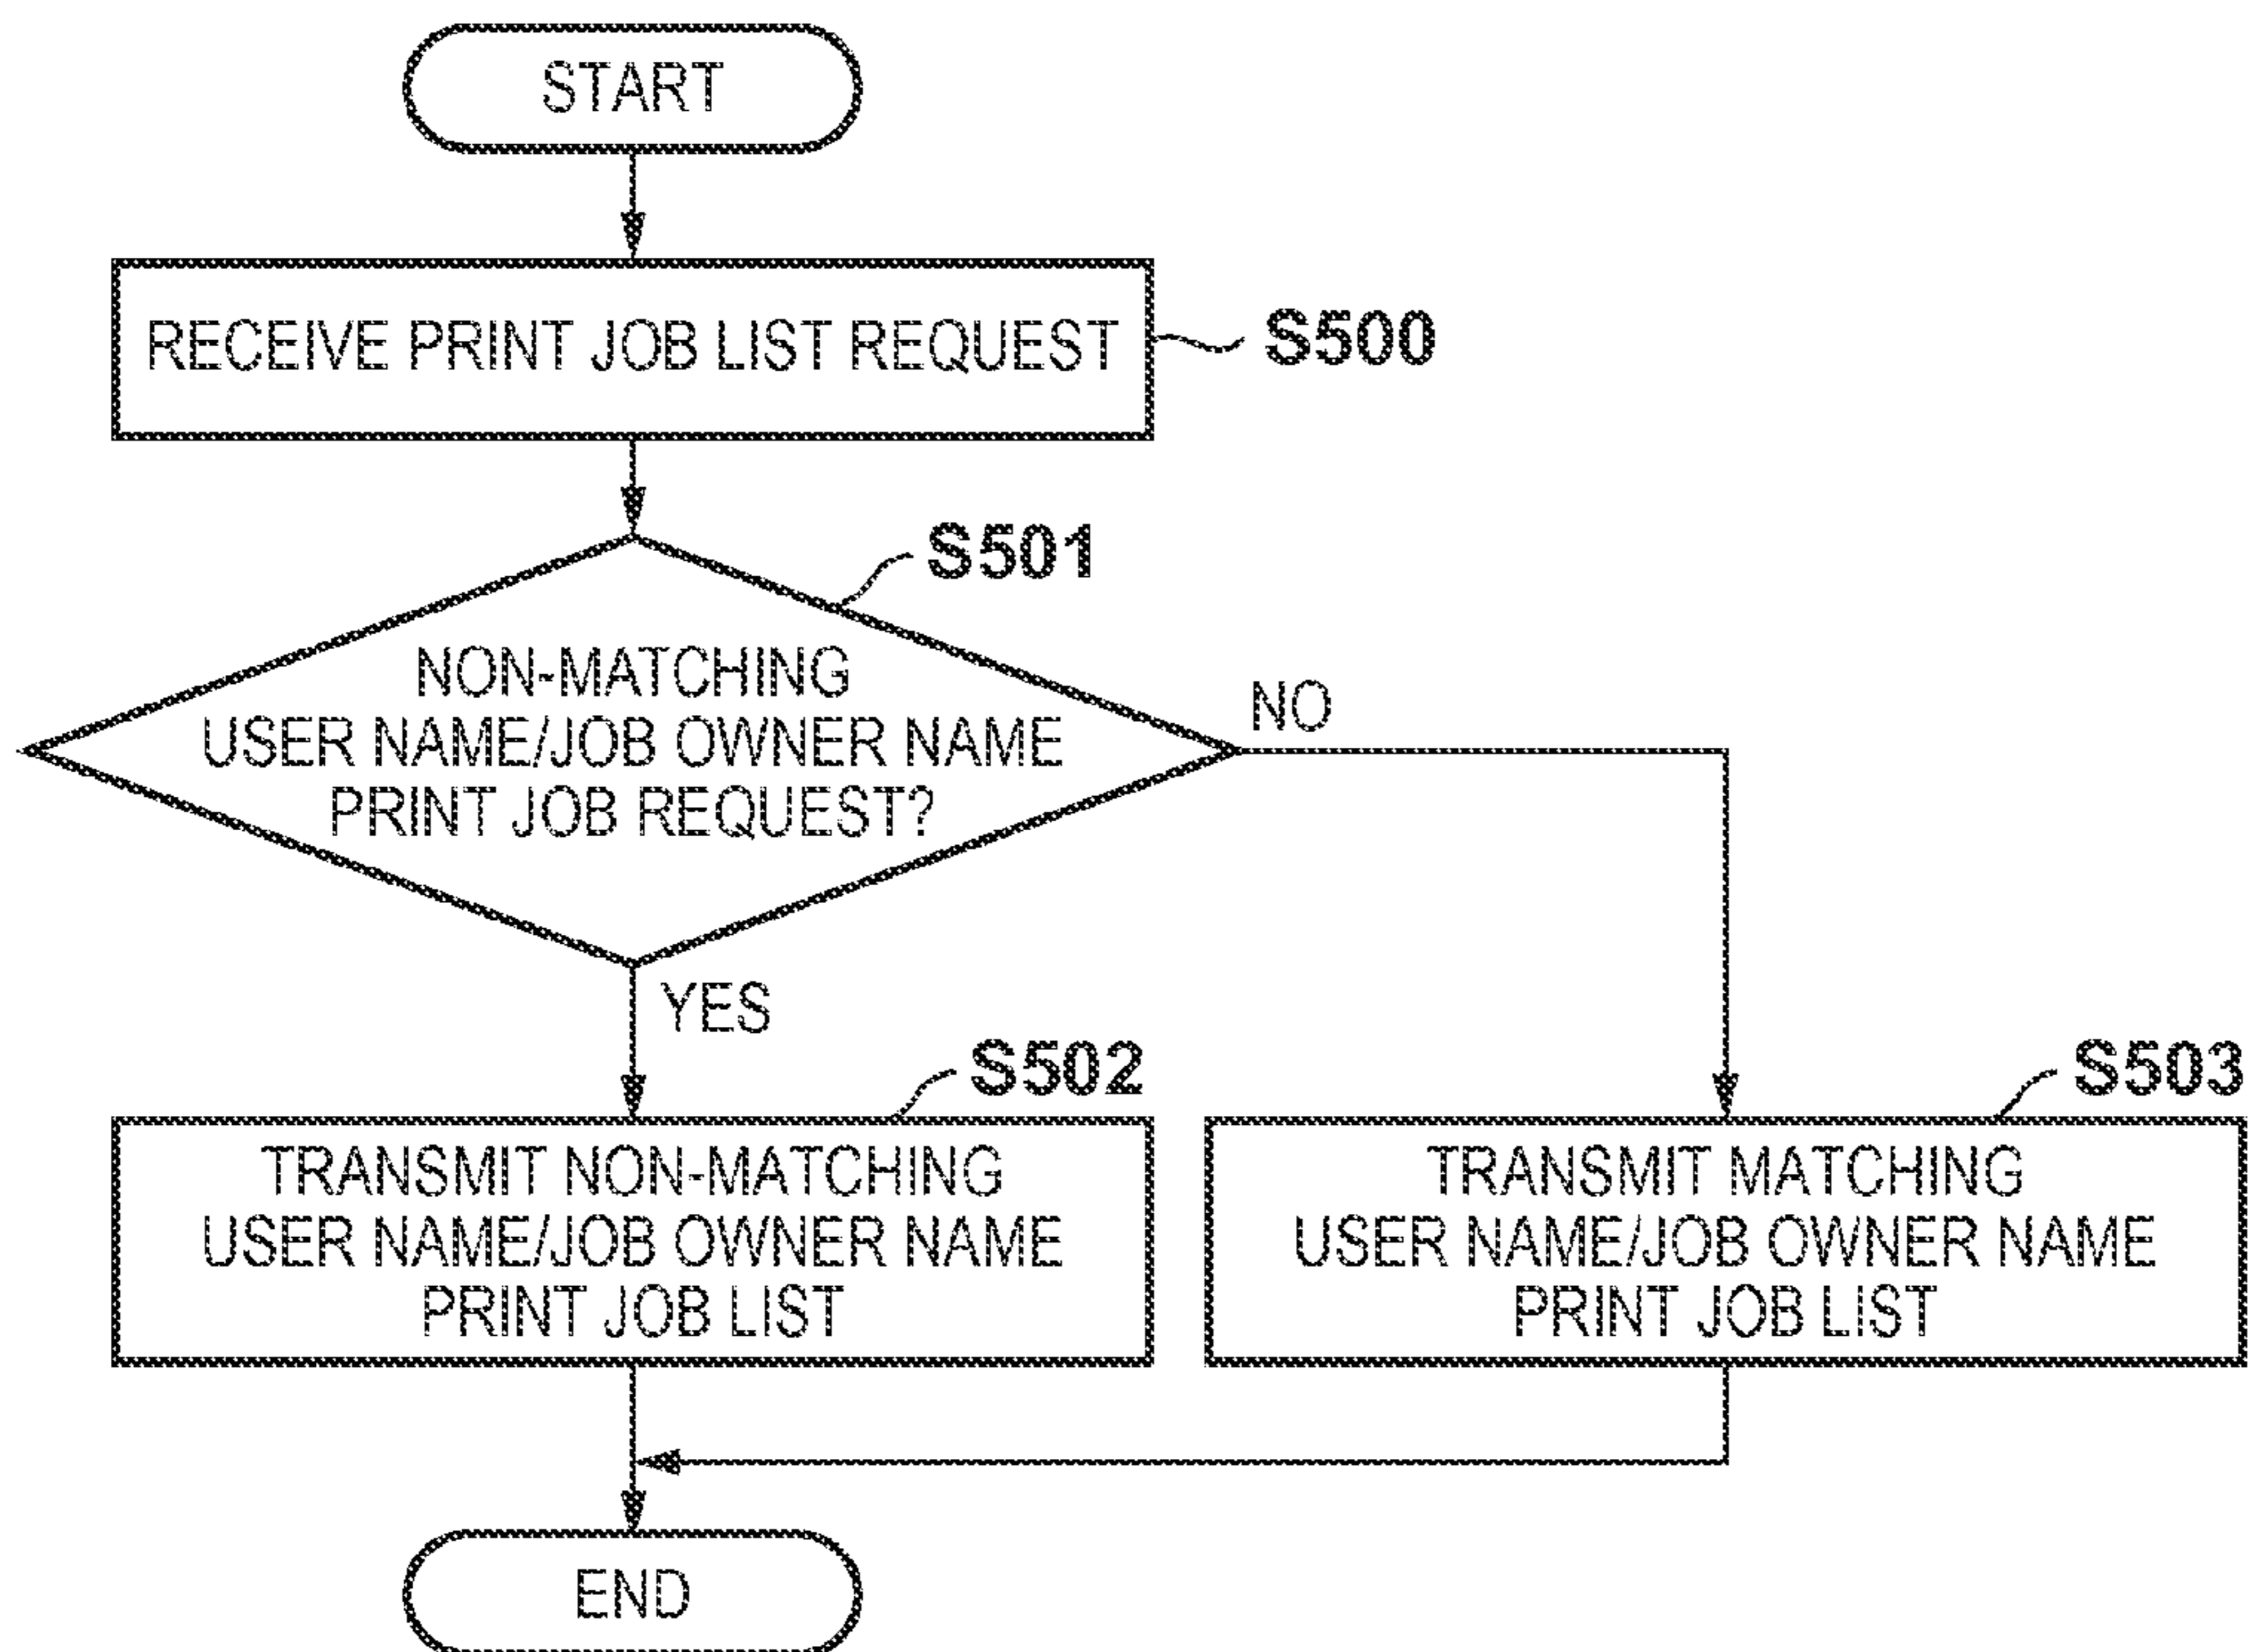 START
RECEIVE PRINT JOB LIST REQUEST
S500
S501
NON-MATCHING
USER NAME/JOB OWNER NAME
PRINT JOB REQUEST?
NO
YES
S502
TRANSMIT NON-MATCHING
USER NAME/JOB OWNER NAME
PRINT JOB LIST
S503
TRANSMIT MATCHING
USER NAME/JOB OWNER NAME
PRINT JOB LIST
END